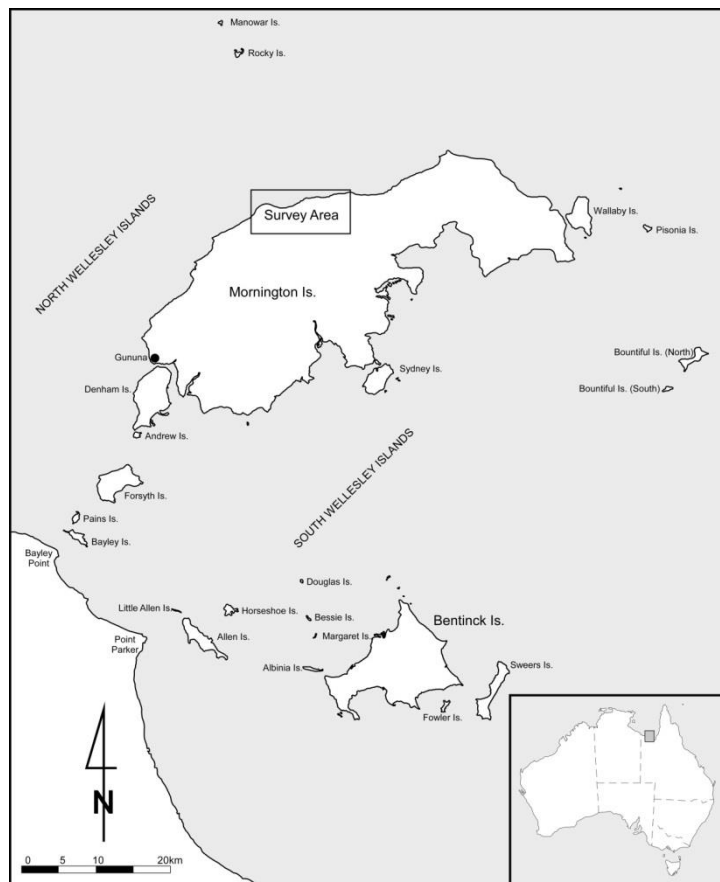 Manowar Is.
Rocky Is.
Survey Area
Wallaby Is.
Pisonia Is.
NORTH WELLESLEY ISLANDS
Mornington Is.
Gununa
Bountiful Is. (North)
Sydney Is.
Denham Is.
Bountiful Is. (South)
Andrew Is.
SOUTH WELLESLEY ISLANDS
Forsyth Is.
Pains Is.
Bayley Is.
Bayley
Point
Douglas Is.
Little Allen Is.
Horseshoe Is.
Bessie Is.
Bentinck Is.
Point
Parker
Allen Is.
Margaret Is.
Albinia Is.
Sweers Is.
Fowler Is.
N
0 5 10 20km